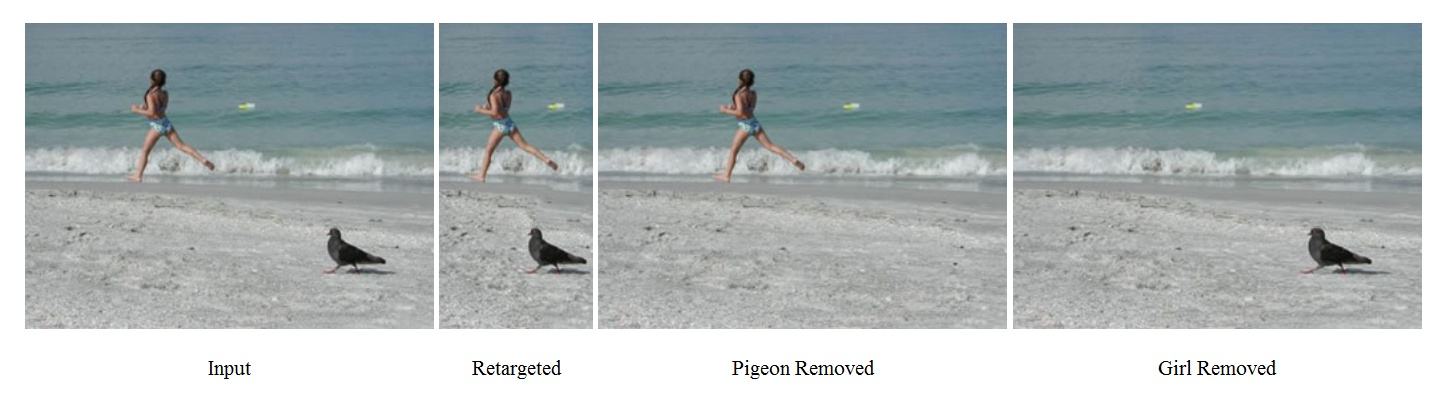 Input
Retargeted
Pigeon Removed
Girl Removed